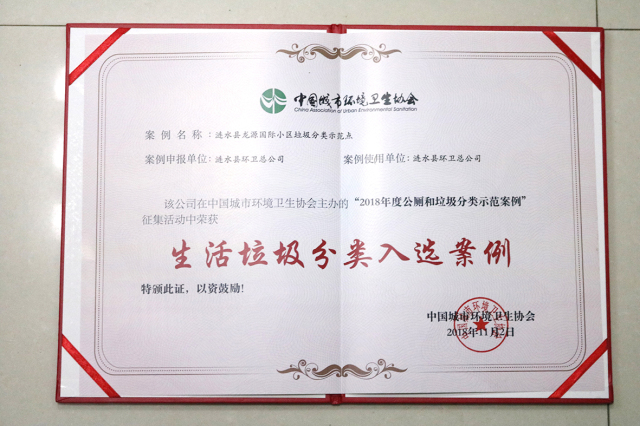 中国城市环境卫生协会
China Association of Urban Environmental Sanitation
案例名称：涟水县龙源国际小区垃圾分类示范点
案例申报单位：涟水县环卫总公司 案例使用单位：涟水县环卫总公司
该公司在中国城市环境卫生协会主办的“2018年度公厕和垃圾分类示范案例”
征集活动中荣获
生活垃圾分类入选案例
特颁此证，以资鼓励！
中国城市环境卫生协会
2018年11月2日